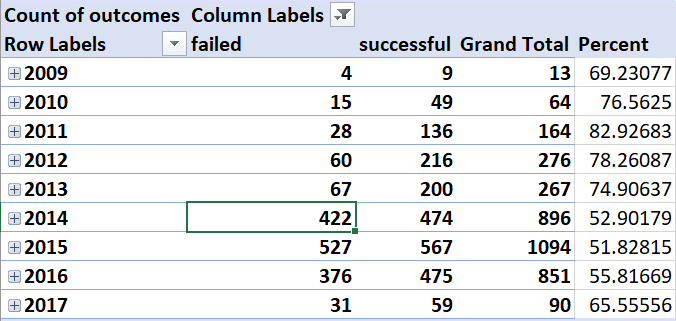 Count of outcomes Column Labels
Row Labels failed successful Grand Total Percent
2009 4 9 13 69.23077
2010 15 49 64 76.5625
2011 28 136 164 82.92683
2012 60 216 276 78.26087
2013 67 200 267 74.90637
2014 422 474 896 52.90179
2015 527 567 1094 51.82815
2016 376 475 851 55.81669
2017 31 59 90 65.55556